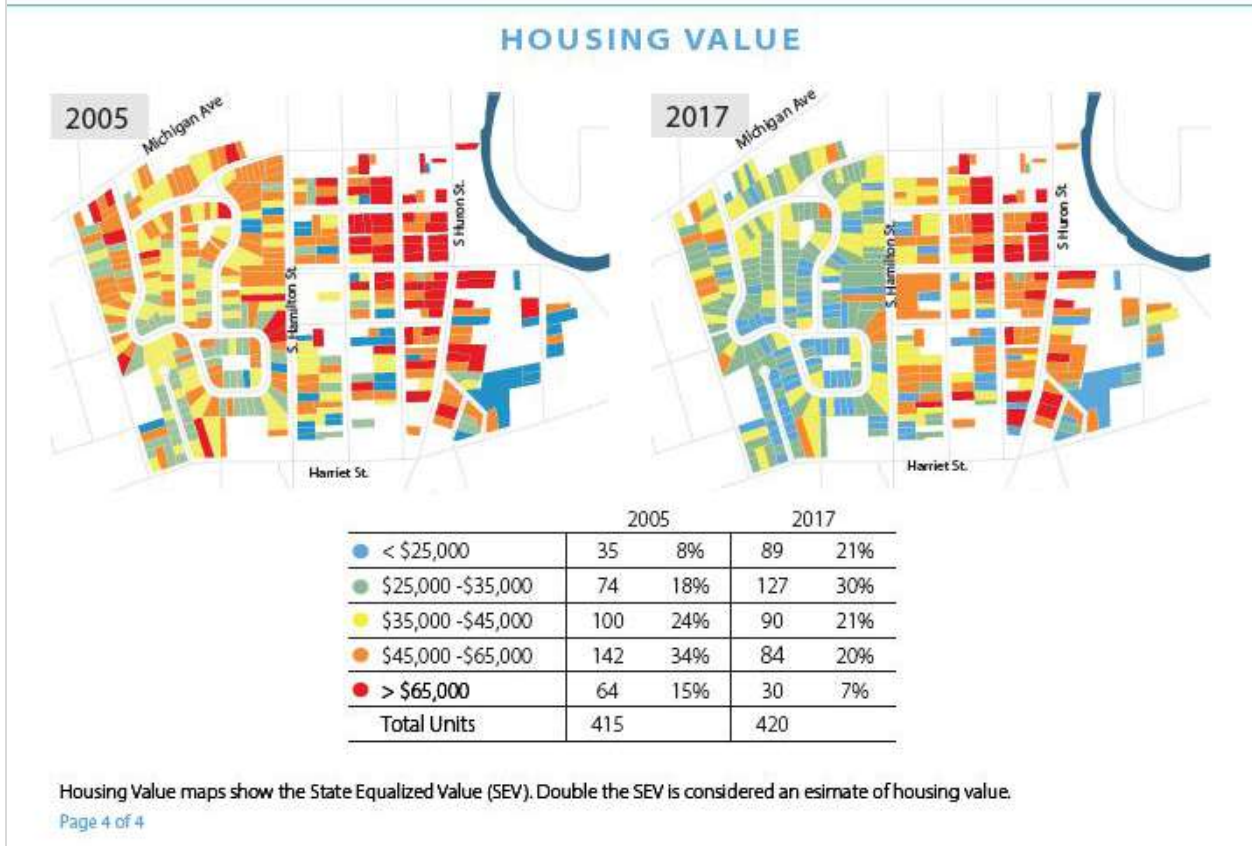 HOUSING VALUE
2005
Michigan Ave
S. Hamilton St.
S Huron St.
Harriet St.
2017
Michigan Ave
S. Hamilton St.
S Huron St
Harriet St.
2005 2017
< $25,000 35 8% 89 21%
$25,000 -$35,000 74 18% 127 30%
$35,000 -$45,000 100 24% 90 21%
$45,000 -$65,000 142 34% 84 20%
> $65,000 64 15% 30 7%
Total Units 415 420
Housing Value maps show the State Equalized Value (SEV). Double the SEV is considered an esimate of housing value.
Page 4 of 4